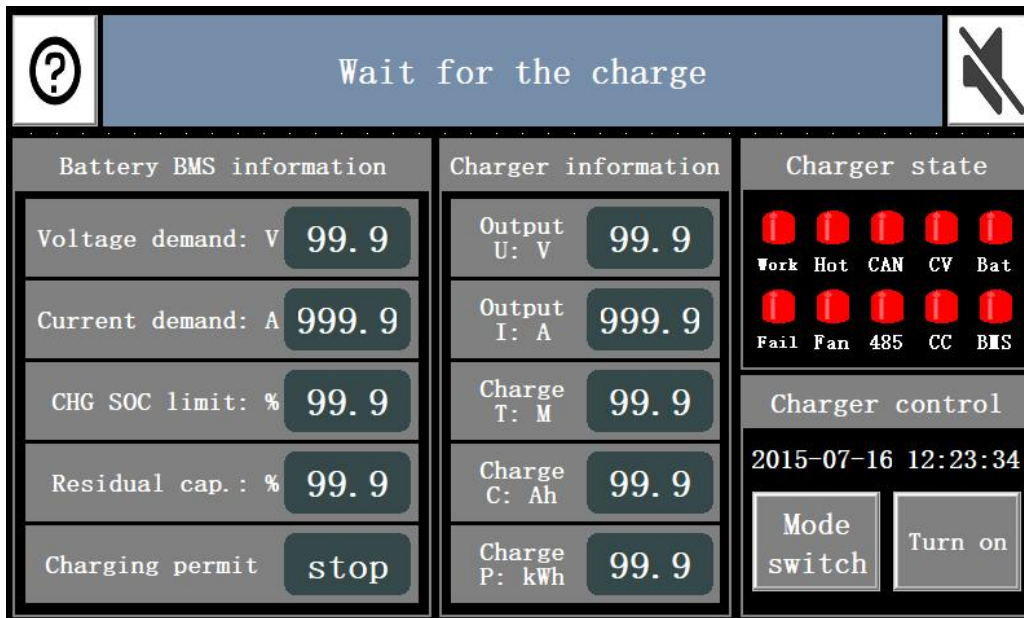 ?
Wait for the charge
Battery BMS information
Voltage demand: V 99.9
Current demand: A 999.9
CHG SOC limit: % 99.9
Residual cap.: % 99.9
Charging permit stop
Charger information
Output
U: V 99.9
Output
I: A 999.9
Charge
T: M 99.9
Charge
C: Ah 99.9
Charge
P: kWh 99.9
Charger state
Work Hot CAN CV Bat
Fail Fan 485 CC BMS
Charger control
2015-07-16 12:23:34
Mode
switch
Turn on